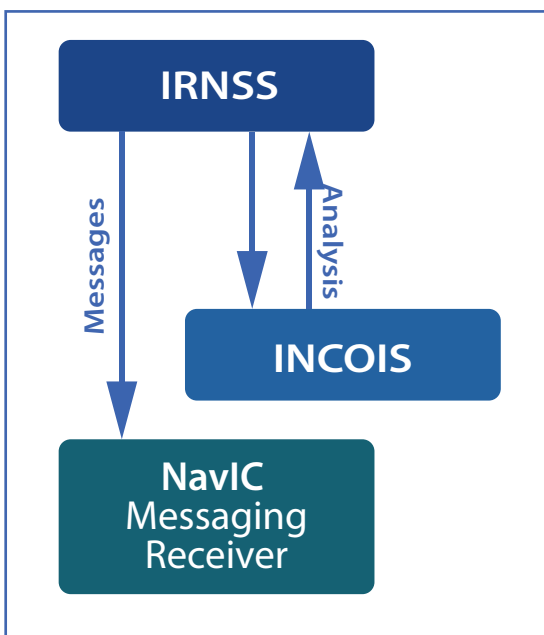 IRNSS
Messages
Analysis
INCOIS
NavIC
Messaging
Receiver